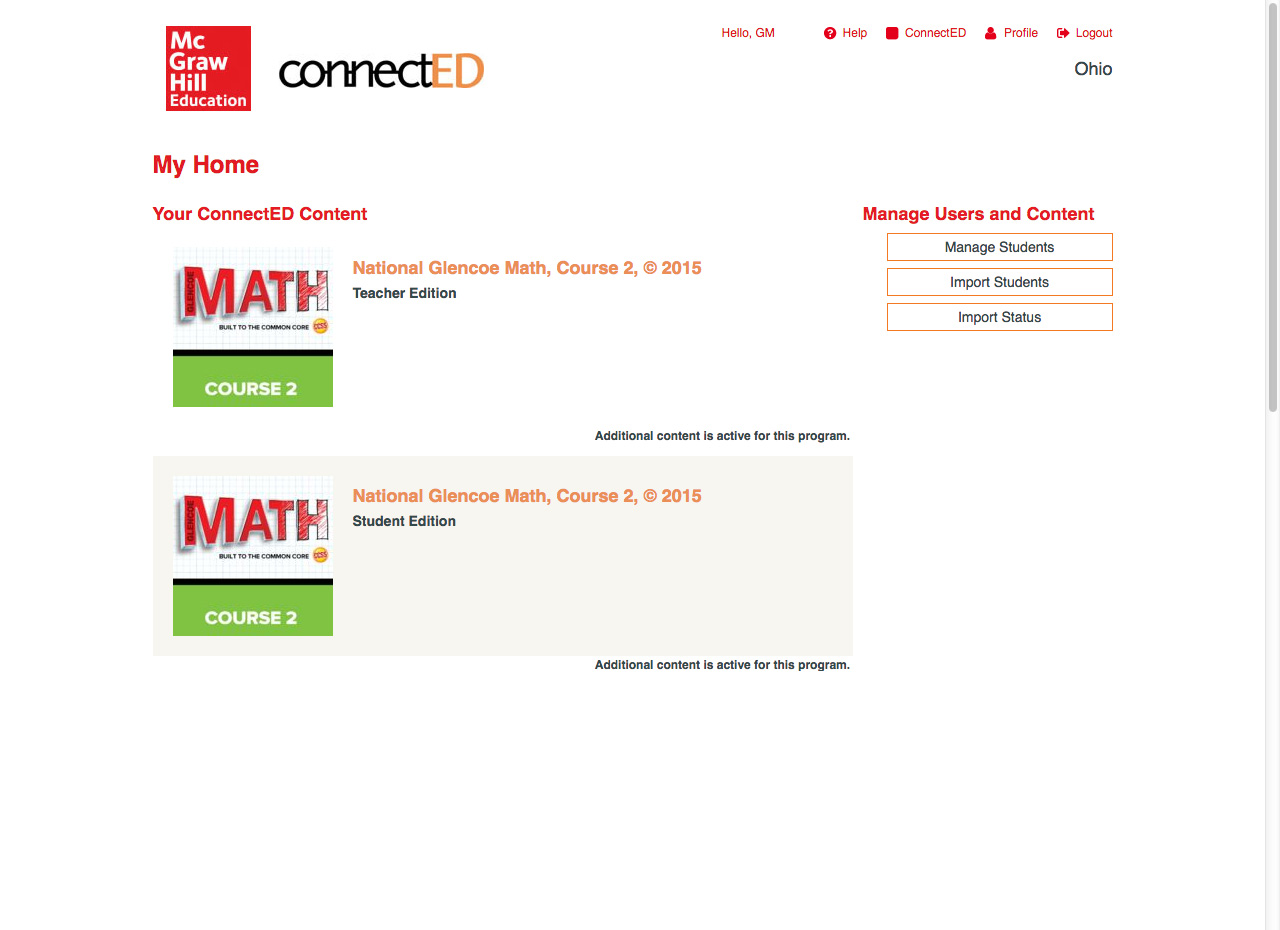 Mc
Graw
Hill
Education
connectED
Hello, GM
Help
ConnectED
Profile
Logout
Ohio
My Home
Your ConnectED Content
GLENCOE
MATH
BUILT TO THE COMMON CORE
CCSS
COURSE 2
National Glencoe Math, Course 2, © 2015
Teacher Edition
Additional content is active for this program.
GLENCOE
MATH
BUILT TO THE COMMON CORE
CCSS
COURSE 2
National Glencoe Math, Course 2, © 2015
Student Edition
Additional content is active for this program.
Manage Users and Content
Manage Students
Import Students
Import Status